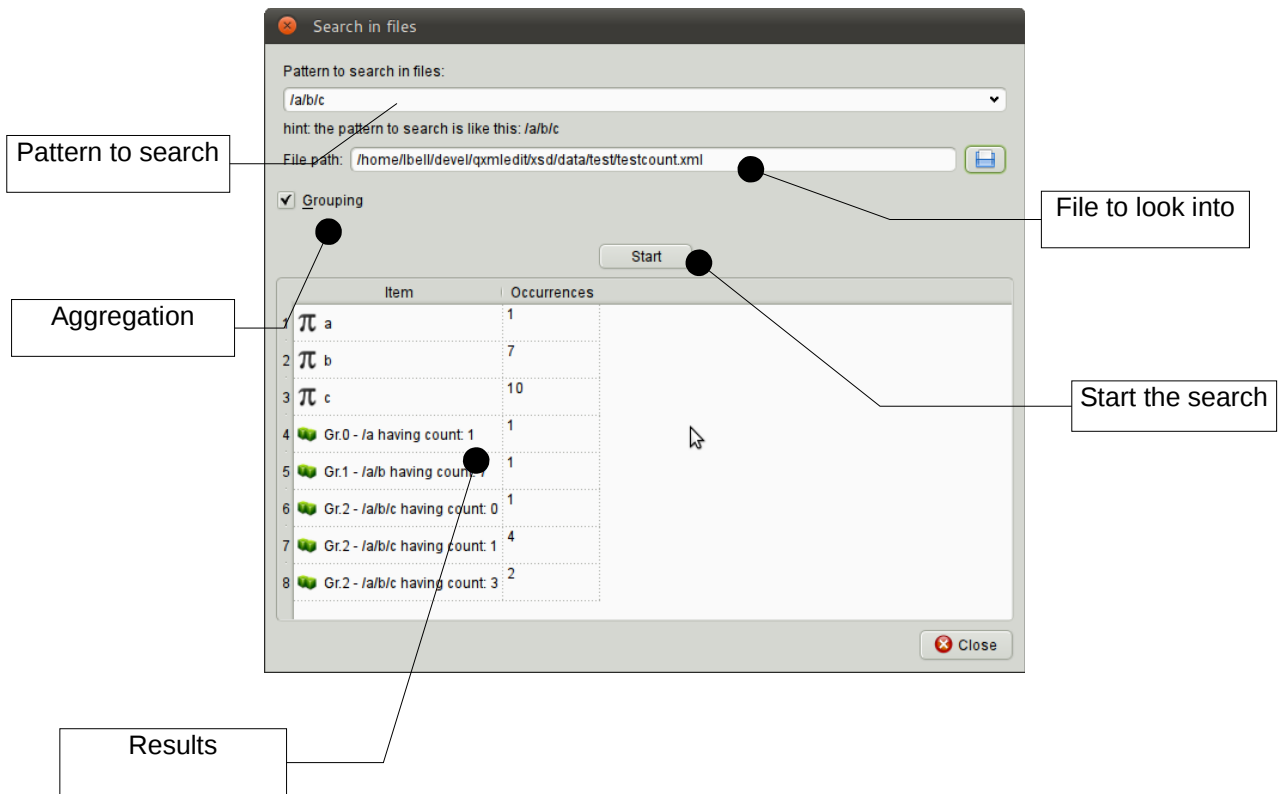 Search in files
Pattern to search in files:
/a/b/c
hint: the pattern to search is like this: /a/b/c
Pattern to search
File path: /home/lbell/devel/qxmledit/xsd/data/test/testcount.xml
Grouping
File to look into
Start
Item Occurrences
Aggregation
1 π a 1
2 π b 7
3 π c 10
Start the search
4 Gr.0 - /a having count: 1 1
5 Gr.1 - /a/b having count: 7 1
6 Gr.2 - /a/b/c having count: 0 1
7 Gr.2 - /a/b/c having count: 1 4
8 Gr.2 - /a/b/c having count: 3 2
Close
Results